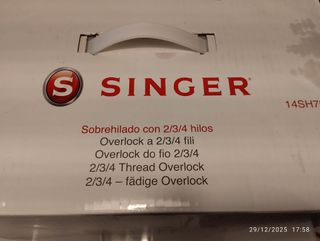 S SINGER
14SH7
Sobrehilado con 2/3/4 hilos
Overlock a 2/3/4 fili
Overlock do fio 2/3/4
2/3/4 Thread Overlock
2/3/4 – fädige Overlock
29/12/2025 17:58